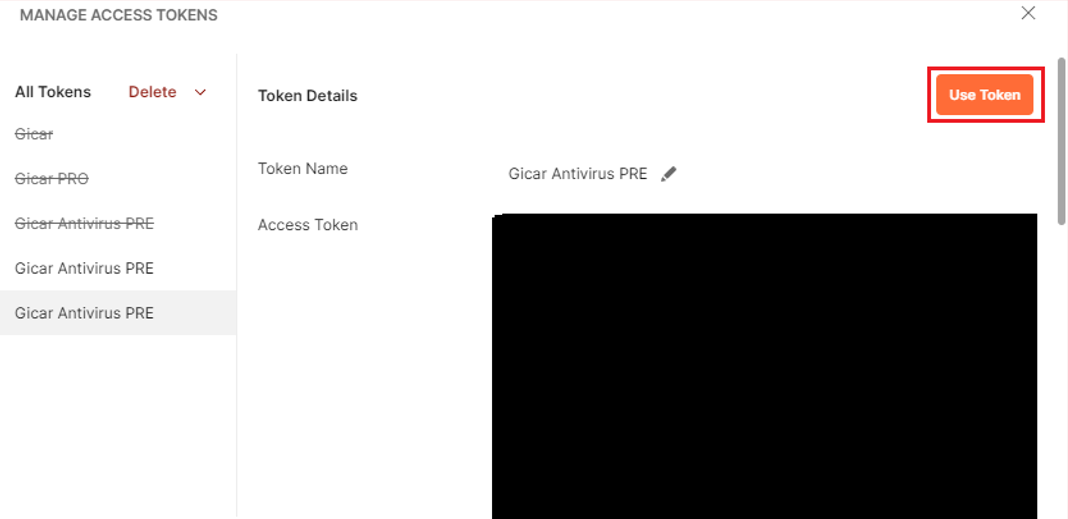 MANAGE ACCESS TOKENS
All Tokens Delete
Gicar
Gicar PRO
Gicar Antivirus PRE
Gicar Antivirus PRE
Gicar Antivirus PRE
Token Details
Use Token
Token Name
Gicar Antivirus PRE
Access Token